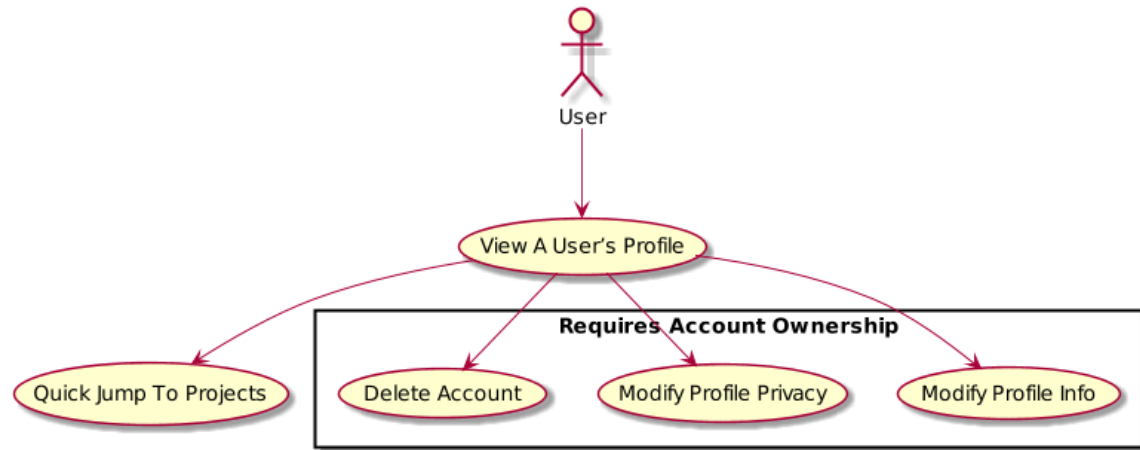 User
View A User's Profile
Requires Account Ownership
Quick Jump To Projects
Delete Account
Modify Profile Privacy
Modify Profile Info